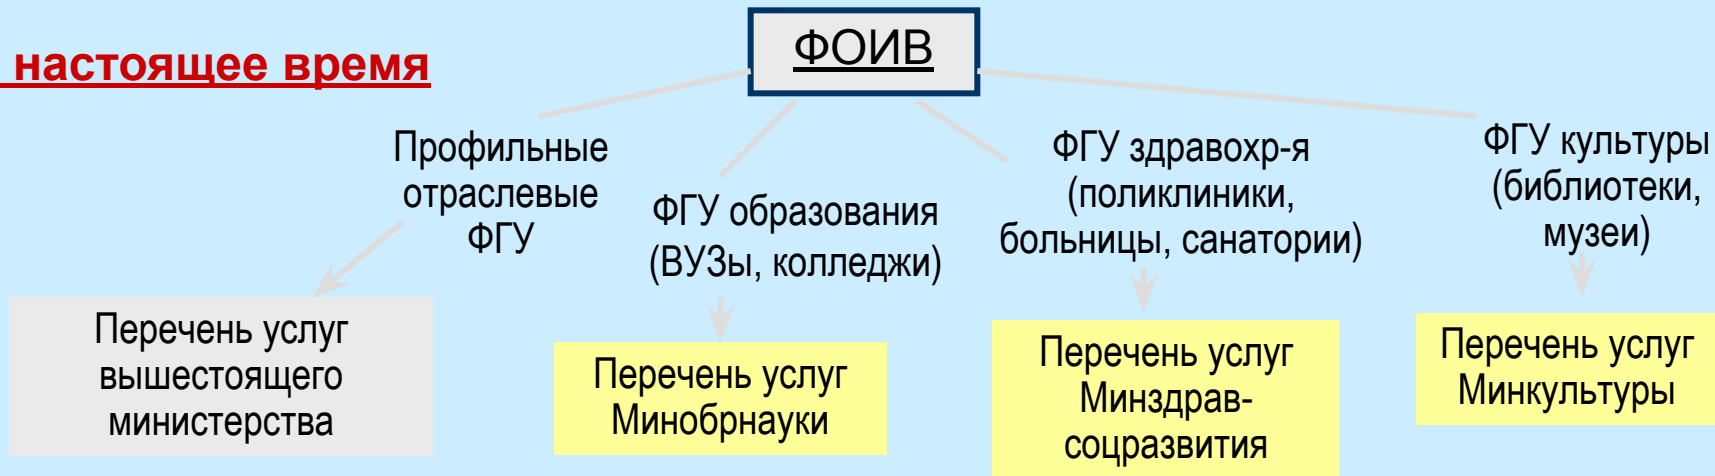 настоящее время
ФОИВ
Профильные
отраслевые
ФГУ
ФГУ образования
(ВУЗы, колледжи)
ФГУ здравохр-я
(поликлиники,
больницы, санатории)
ФГУ культуры
(библиотеки,
музеи)
Перечень услуг
вышестоящего
министерства
Перечень услуг
Минобрнауки
Перечень услуг
Минздрав-
соцразвития
Перечень услуг
Минкультуры